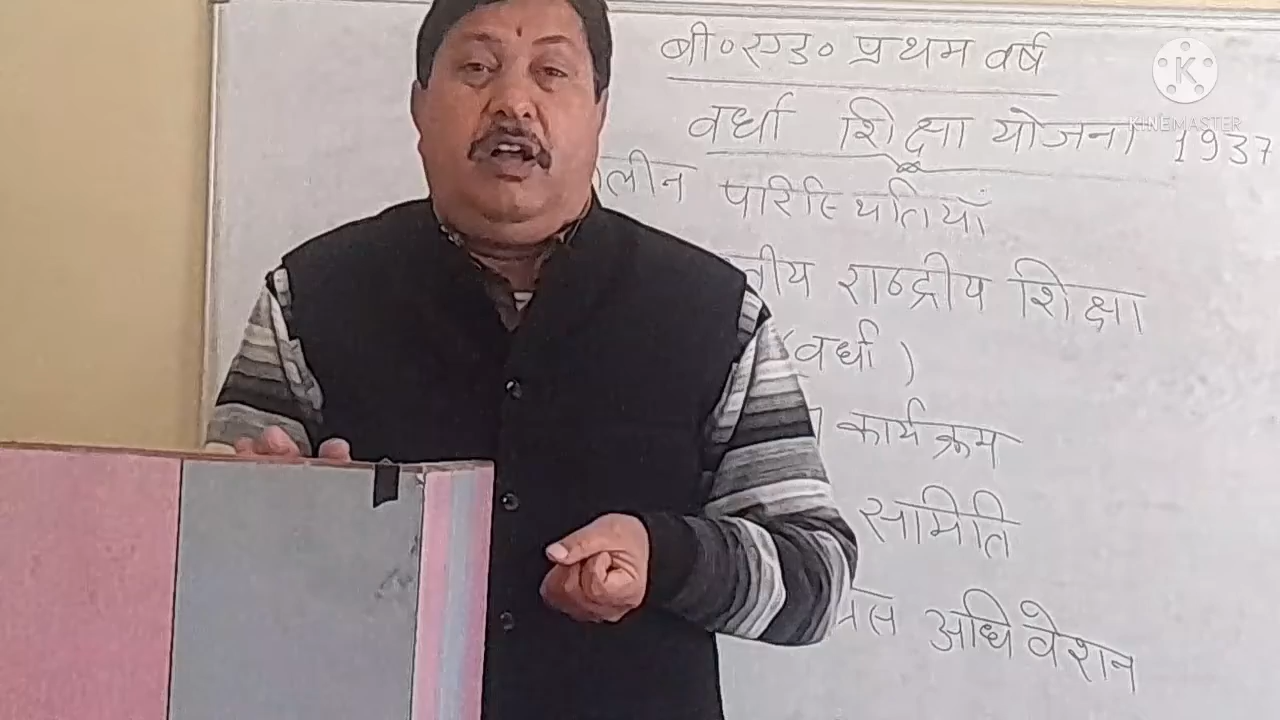 बी०एड० प्रथम वर्ष
K
KINEMASTER
वर्धा शिक्षा योजना 1937
परिस्थितियाँ
राष्ट्रीय शिक्षा
(वर्धा)
कार्यक्रम
समिति
अधिवेशन